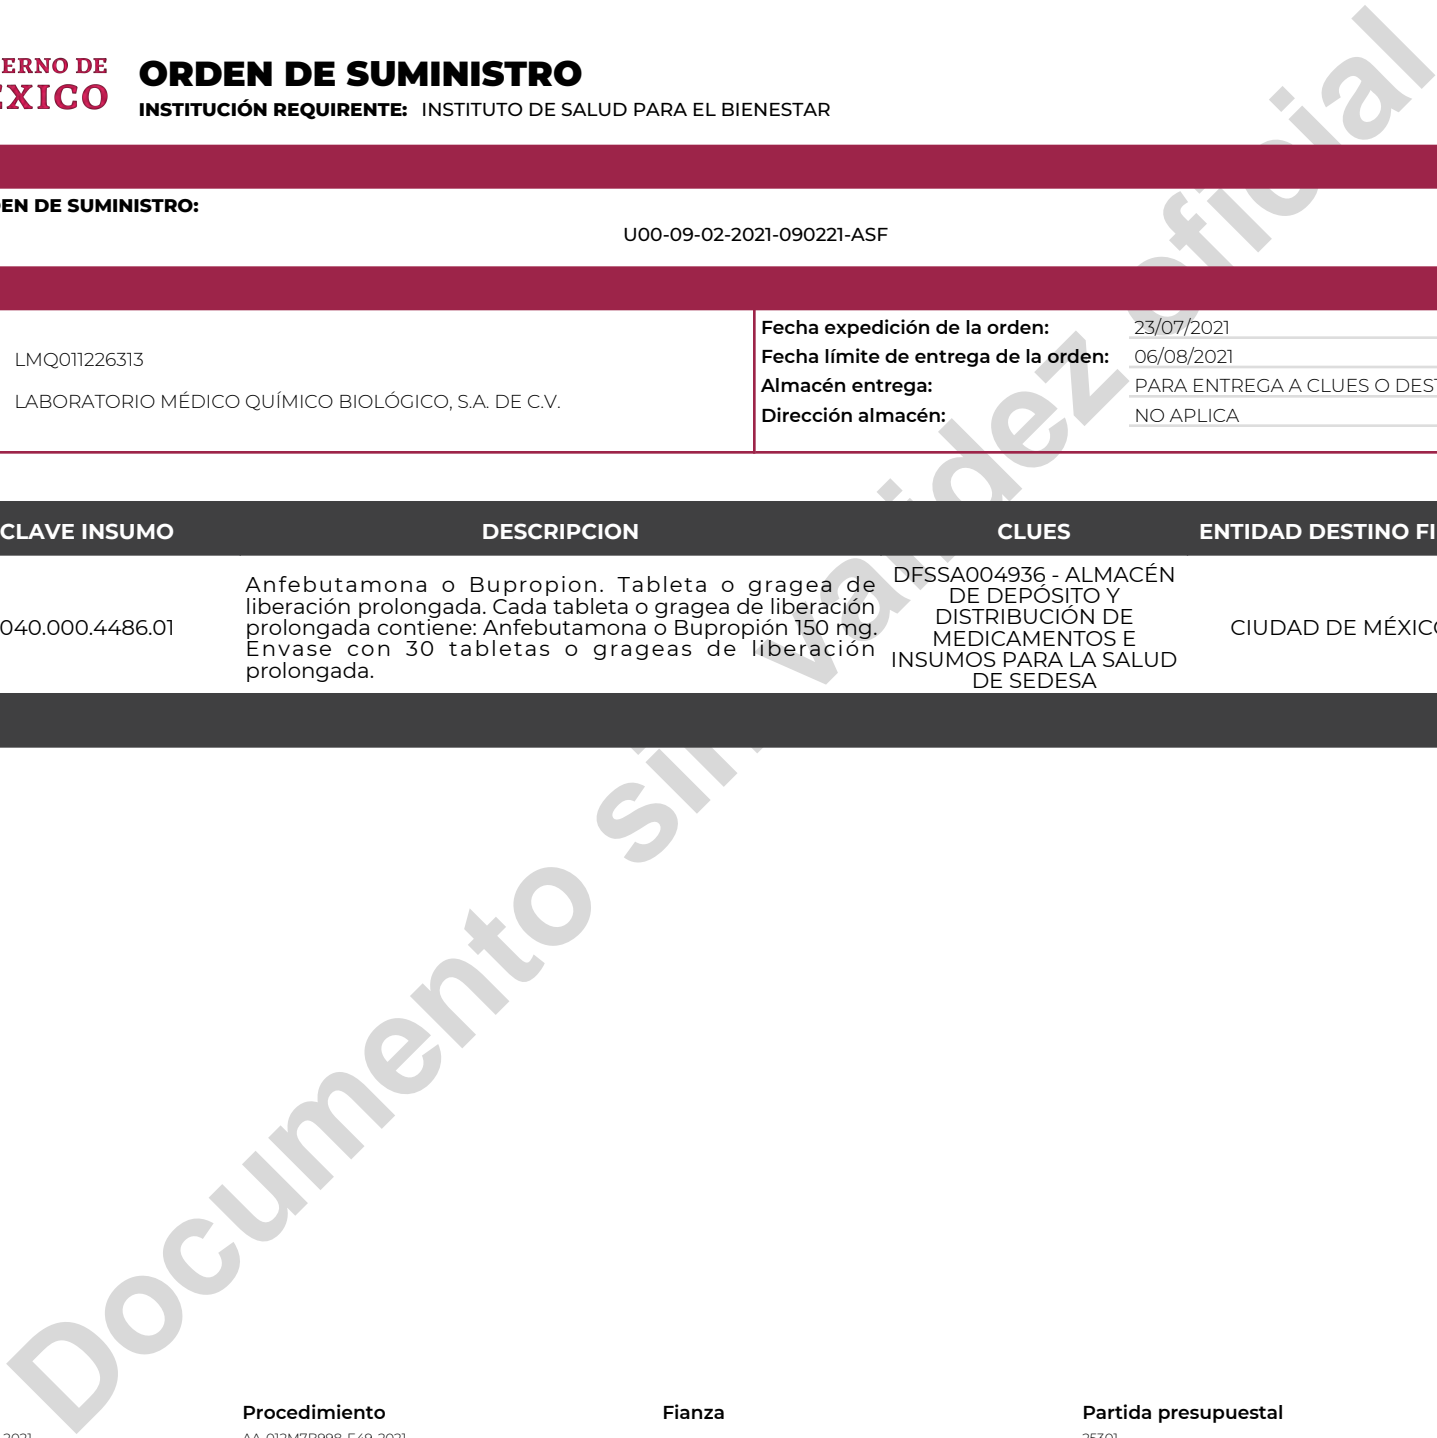 ERNO DE
EXICO
ORDEN DE SUMINISTRO
INSTITUCIÓN REQUIRENTE: INSTITUTO DE SALUD PARA EL BIENESTAR
EN DE SUMINISTRO:
U00-09-02-2021-090221-ASF
LMQ011226313
LABORATORIO MÉDICO QUÍMICO BIOLÓGICO, S.A. DE C.V.
Fecha expedición de la orden: 23/07/2021
Fecha límite de entrega de la orden: 06/08/2021
Almacén entrega: PARA ENTREGA A CLUES O DEST
Dirección almacén: NO APLICA
CLAVE INSUMO DESCRIPCION CLUES ENTIDAD DESTINO FI
040.000.4486.01
Anfebutamona o Bupropion. Tableta o gragea de
liberación prolongada. Cada tableta o gragea de liberación
prolongada contiene: Anfebutamona o Bupropión 150 mg.
Envase con 30 tabletas o grageas de liberación
prolongada.
DFSSA004936 - ALMACÉN
DE DEPÓSITO Y
DISTRIBUCIÓN DE
MEDICAMENTOS E
INSUMOS PARA LA SALUD
DE SEDESA
CIUDAD DE MÉXICO
Documento sin validez oficial
Procedimiento Fianza Partida presupuestal